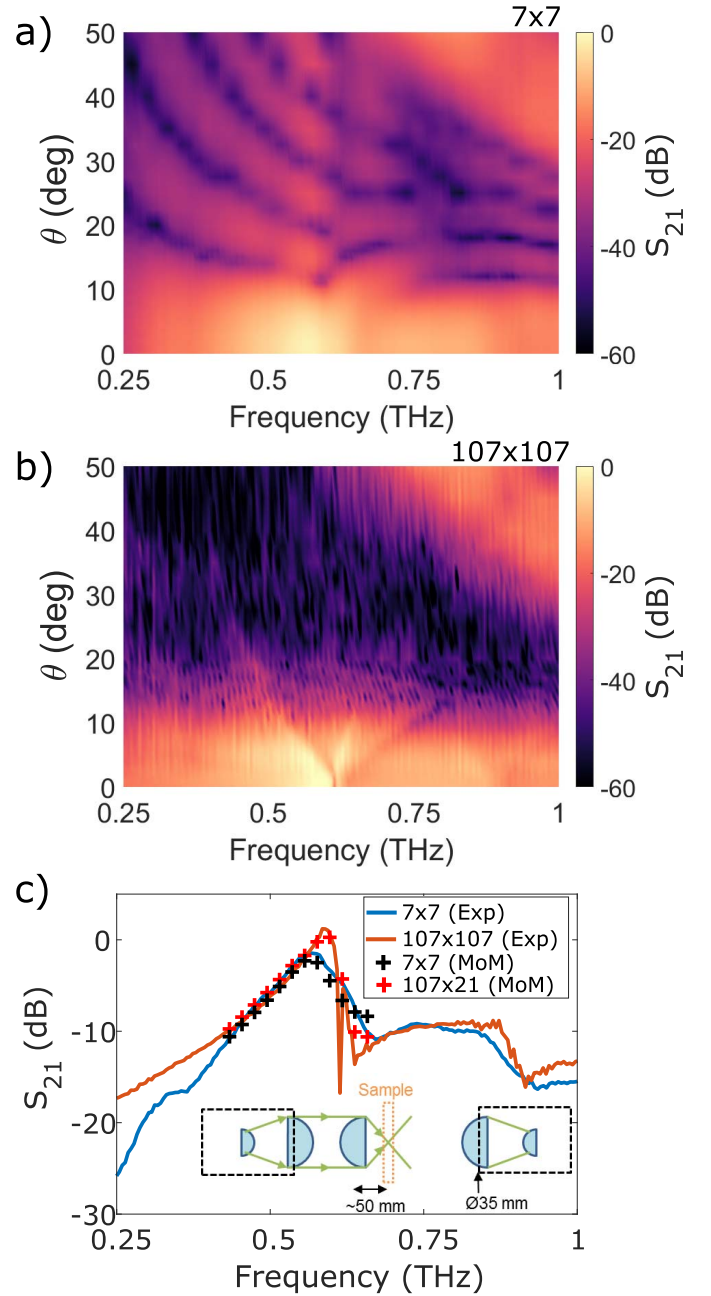 a)
7x7
50
40
30
20
10
0
θ (deg)
0.25
0.5
0.75
1
Frequency (THz)
0
-20
-40
-60
S21 (dB)
b)
107x107
50
40
30
20
10
0
θ (deg)
0.25
0.5
0.75
1
Frequency (THz)
0
-20
-40
-60
S21 (dB)
c)
0
-10
-20
-30
S21 (dB)
7x7 (Exp)
107x107 (Exp)
7x7 (MoM)
107x21 (MoM)
Sample
~50 mm
Ø35 mm
0.25
0.5
0.75
1
Frequency (THz)